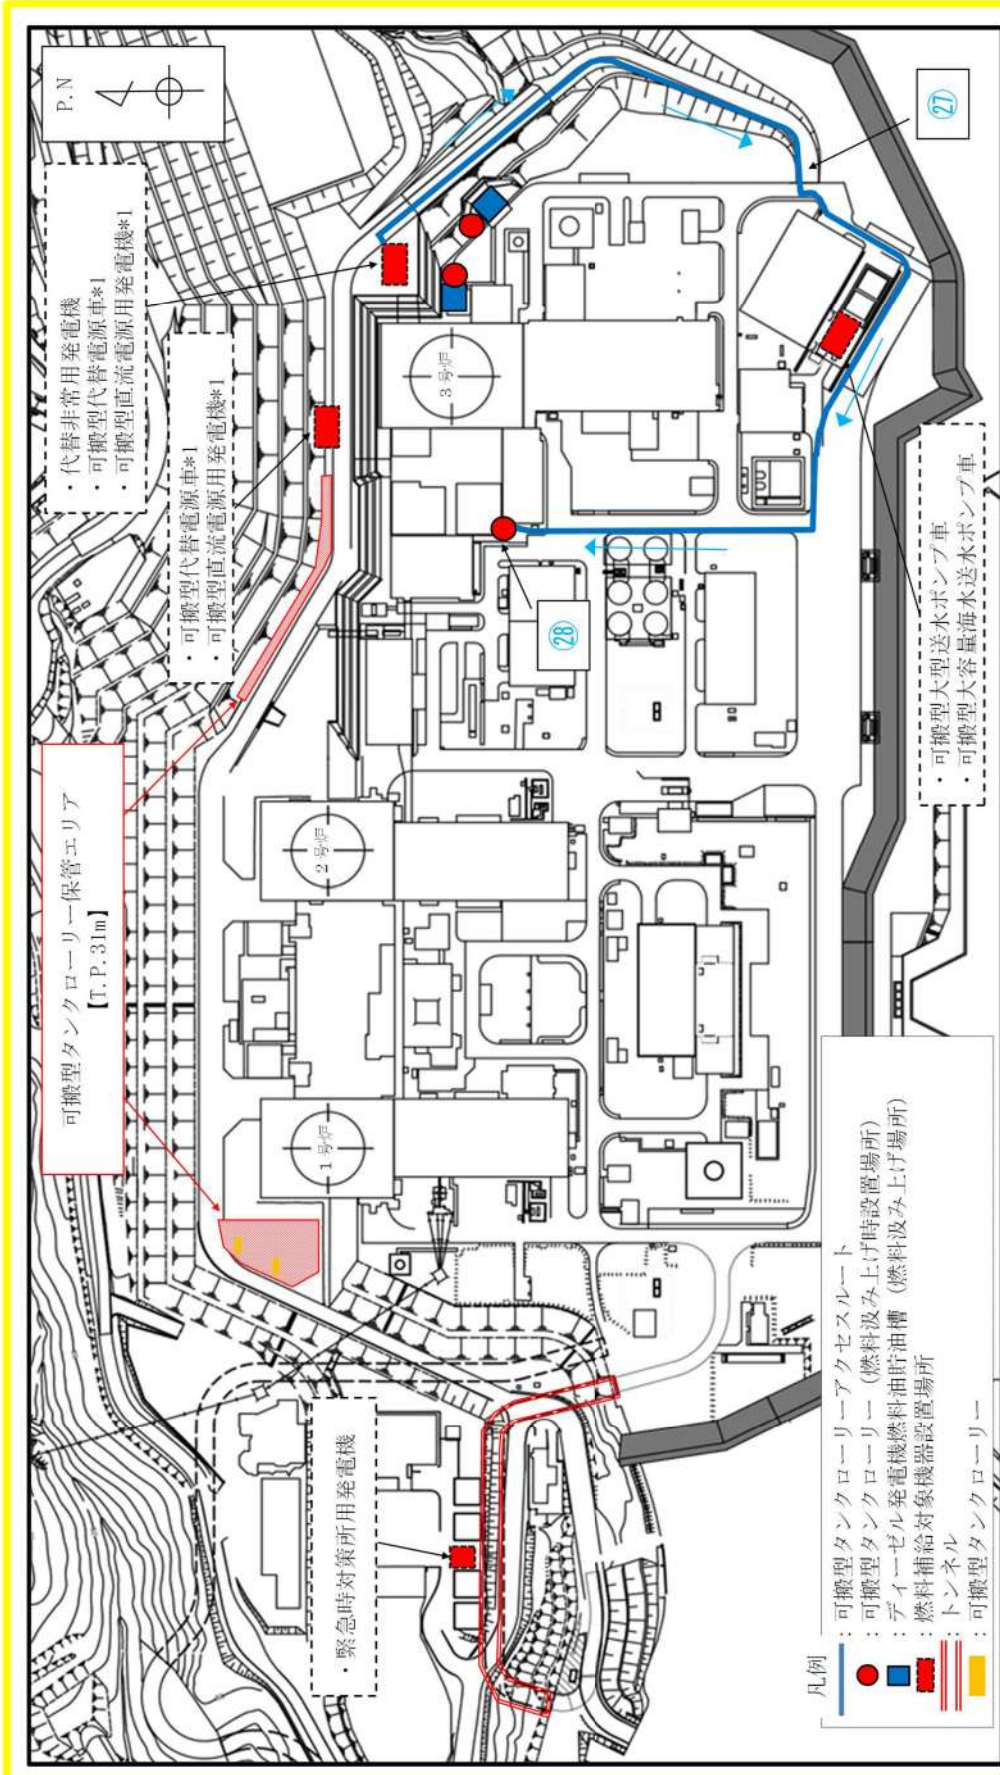 P.N
・代替非常用発電機
・可搬型代替電源車*1
・可搬型直流電源用発電機*1
・可搬型代替電源車*1
・可搬型直流電源用発電機*1
可搬型タンクローリー保管エリア
【T.P.31m】
・緊急時対策所用発電機
1号炉
2号炉
3号炉
㉗
㉘
・可搬型大型送水ポンプ車
・可搬型大容量海水送水ポンプ車
凡例
：可搬型タンクローリーアクセスルート
：可搬型タンクローリー（燃料汲み上げ時設置場所）
：ディーゼル発電機燃料油貯油槽（燃料汲み上げ場所）
：燃料補給対象機器設置場所
：トンネル
：可搬型タンクローリー